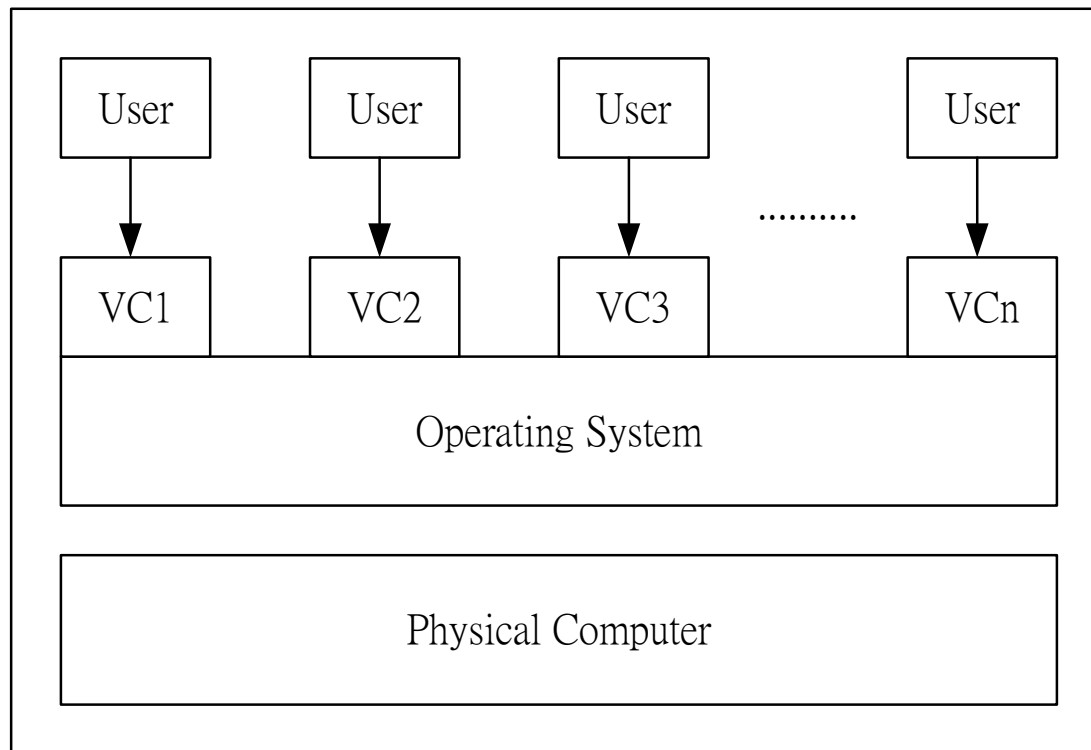 User User User User
..........
VC1 VC2 VC3 VCn
Operating System
Physical Computer